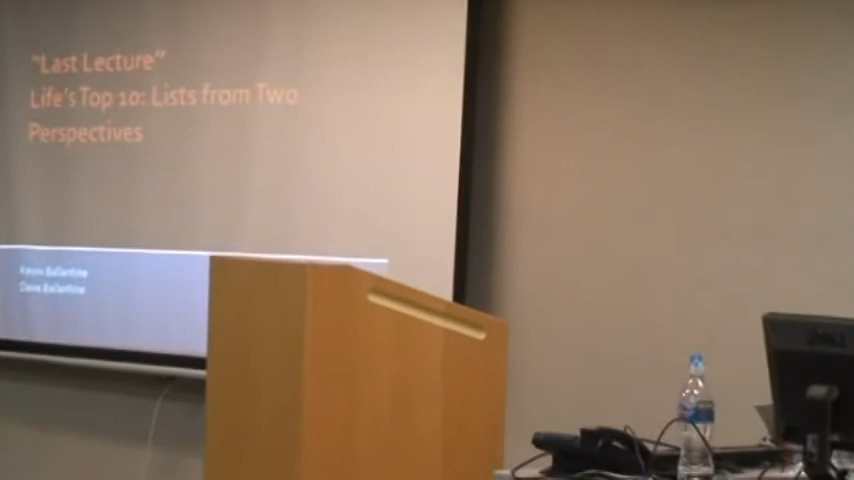 "Last Lecture"
Life's Top 10: Lists from Two
Perspectives
Kevin Ballantine
Dave Ballantine